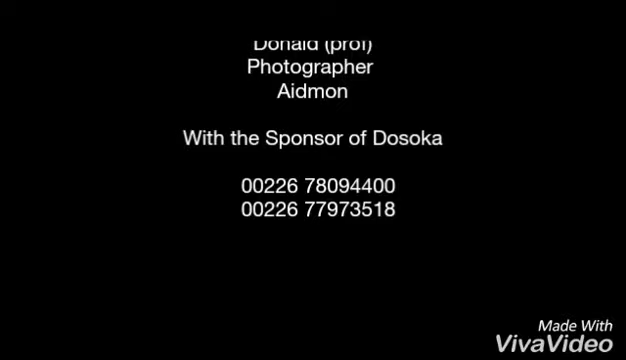 Donald (prof)
Photographer
Aidmon
With the Sponsor of Dosoka
00226 78094400
00226 77973518
Made With
VivaVideo